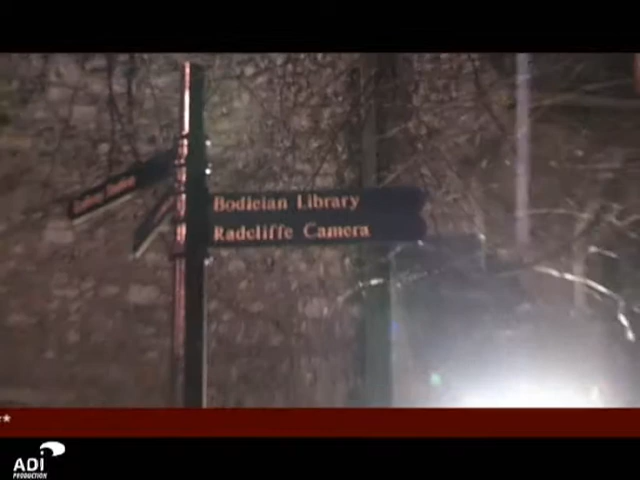 Bodleian Library
Radcliffe Camera
**
ADI
PRODUCTION